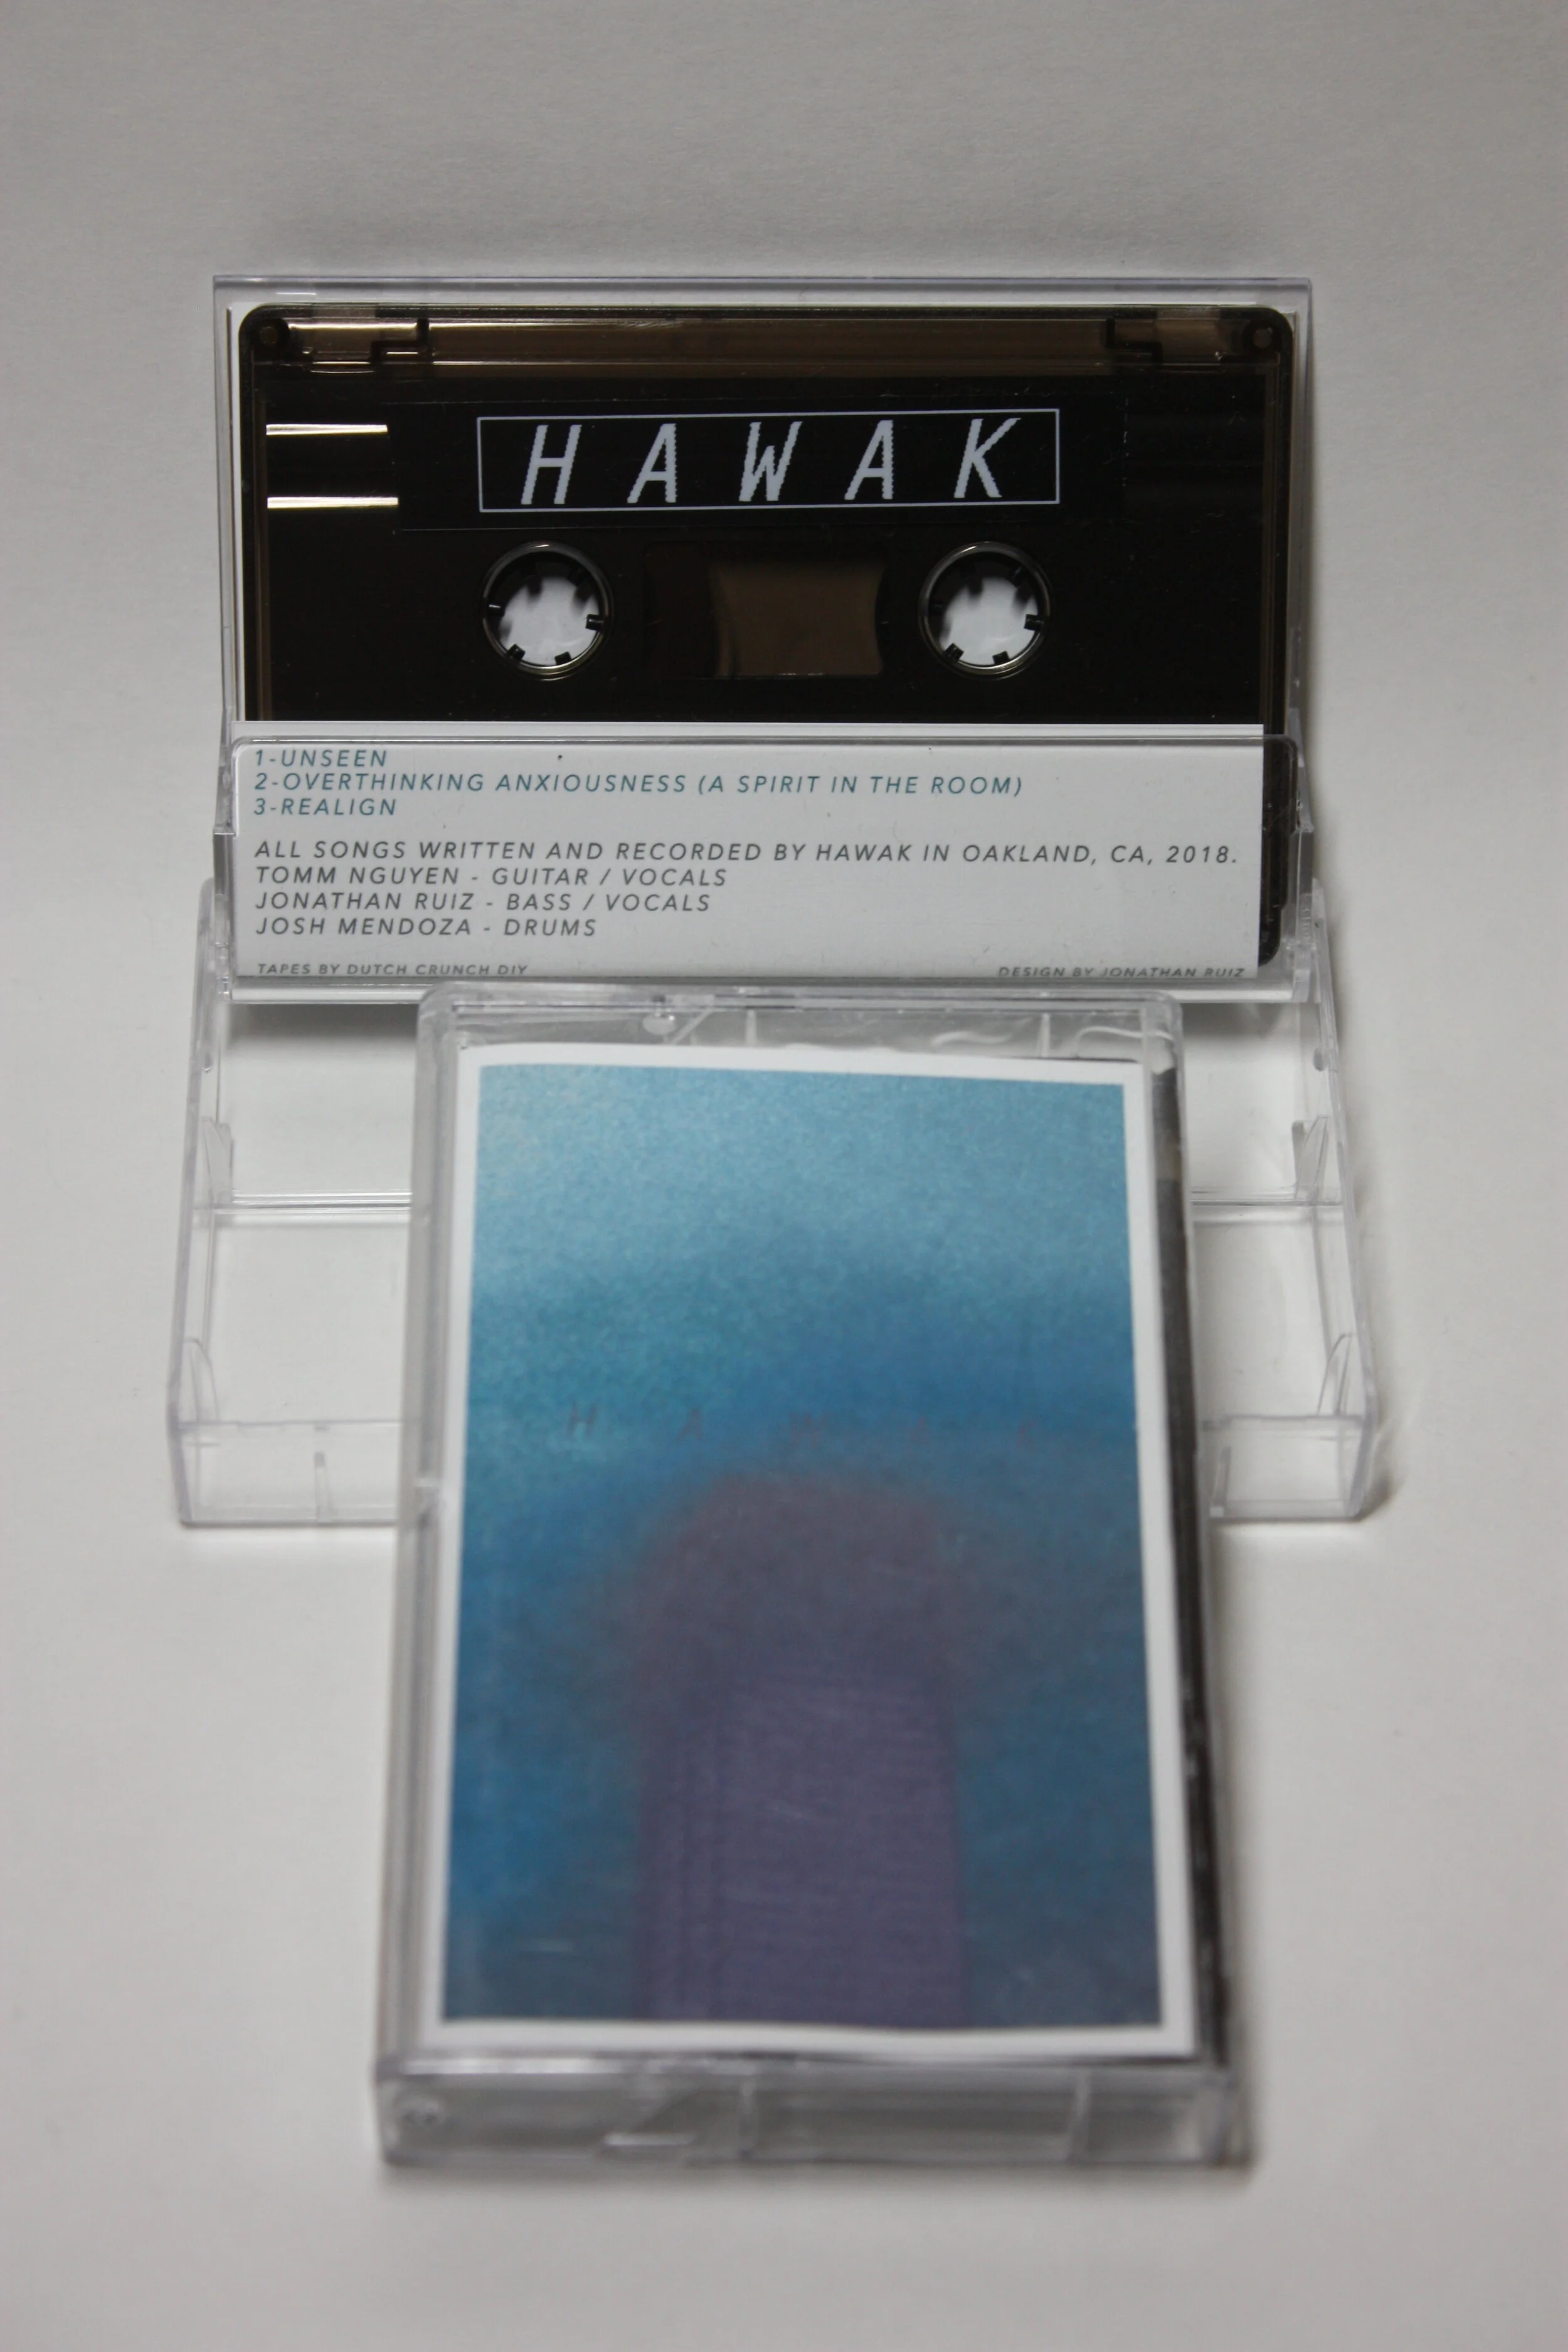 HAWAK
1-UNSEEN
2-OVERTHINKING ANXIOUSNESS (A SPIRIT IN THE ROOM)
3-REALIGN
ALL SONGS WRITTEN AND RECORDED BY HAWAK IN OAKLAND, CA, 2018.
TOMM NGUYEN - GUITAR / VOCALS
JONATHAN RUIZ - BASS / VOCALS
JOSH MENDOZA - DRUMS
TAPES BY DUTCH CRUNCH DIY
DESIGN BY JONATHAN RUIZ
HAWAK